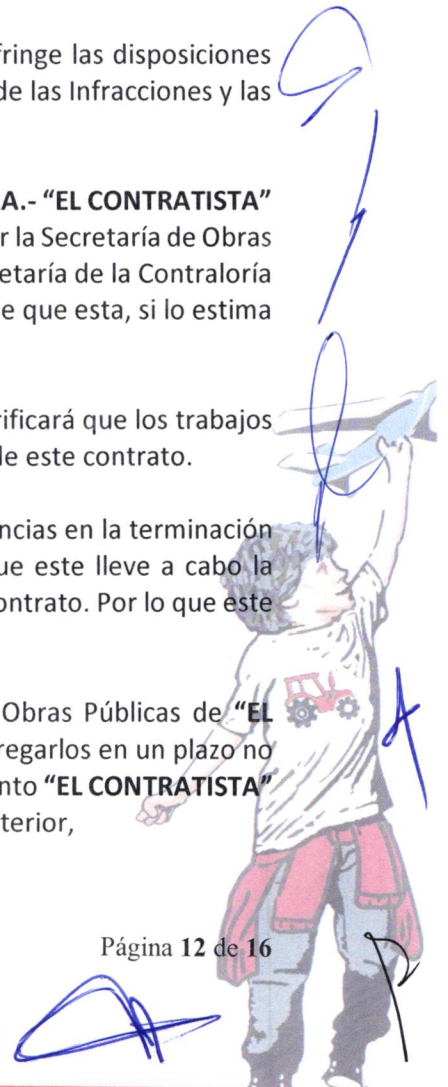 fringe las disposiciones
de las Infracciones y las
A.- “EL CONTRATISTA”
r la Secretaría de Obras
retaría de la Contraloría
e que esta, si lo estima
rificará que los trabajos
de este contrato.
ncias en la terminación
ue este lleve a cabo la
ontrato. Por lo que este
Obras Públicas de “EL
regarlos en un plazo no
nto “EL CONTRATISTA”
terior,
Página 12 de 16